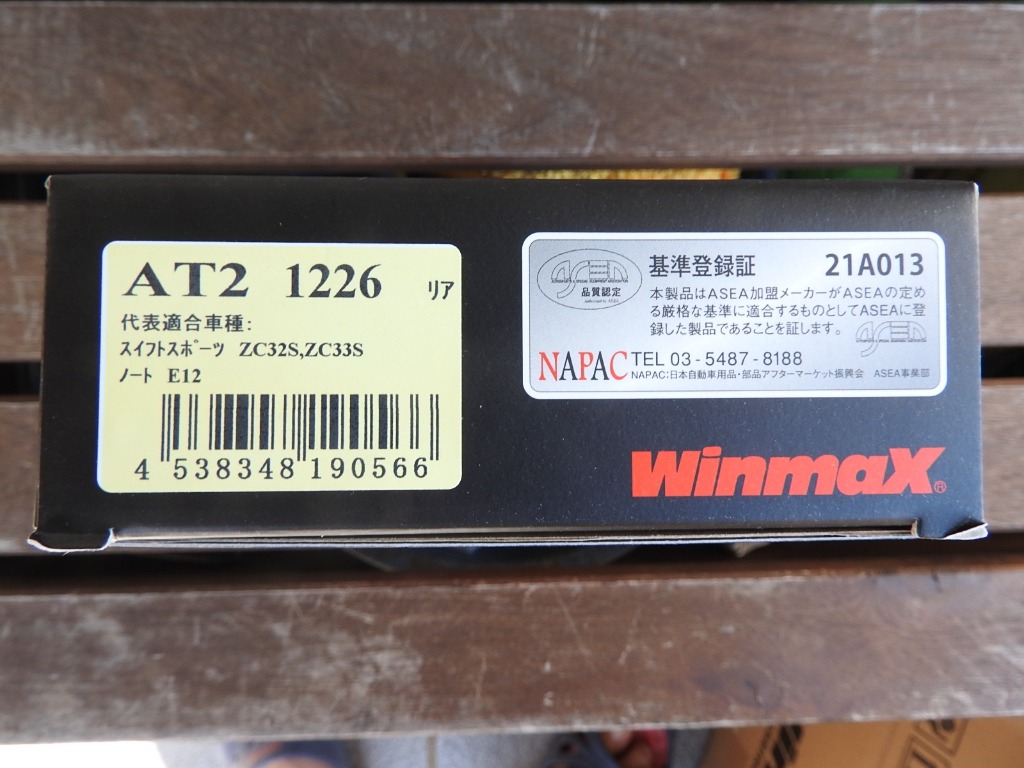 AT2 1226 ﾘｱ
代表適合車種:
ｽｲﾌﾄｽﾎﾟｰﾂ ZC32S,ZC33S
ﾉｰﾄ E12
4 538348 190566
ASEA
品質認定
基準登録証 21A013
本製品はASEA加盟メーカーがASEAの定め
る厳格な基準に適合するものとしてASEAに登
録した製品であることを証します。
ASEA
NAPAC TEL 03-5487-8188
NAPAC:日本自動車用品・部品アフターマーケット振興会 ASEA事業部
WinmaX®